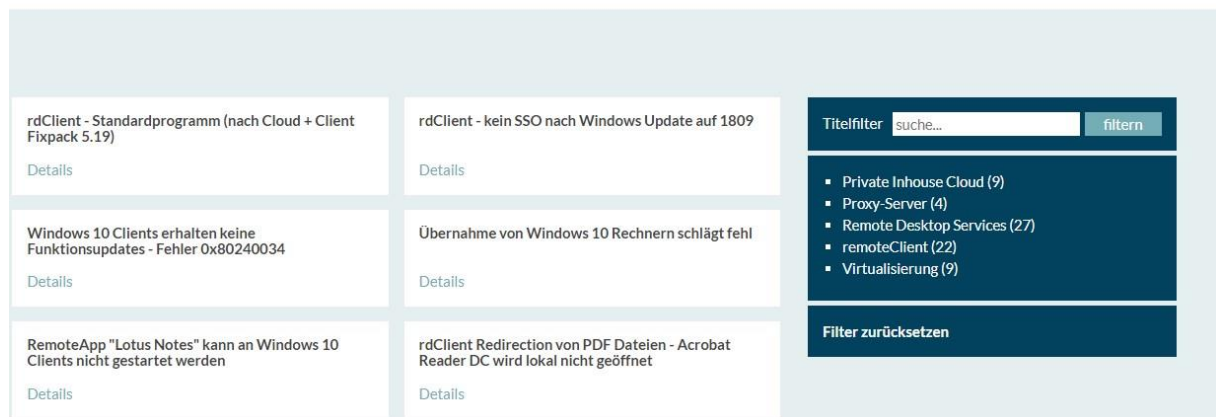 rdClient - Standardprogramm (nach Cloud + Client
Fixpack 5.19)
Details
rdClient - kein SSO nach Windows Update auf 1809
Details
Windows 10 Clients erhalten keine
Funktionsupdates - Fehler 0x80240034
Details
Übernahme von Windows 10 Rechnern schlägt fehl
Details
RemoteApp "Lotus Notes" kann an Windows 10
Clients nicht gestartet werden
Details
rdClient Redirection von PDF Dateien - Acrobat
Reader DC wird lokal nicht geöffnet
Details
Titelfilter suche... filtern
Private Inhouse Cloud (9)
Proxy-Server (4)
Remote Desktop Services (27)
remoteClient (22)
Virtualisierung (9)
Filter zurücksetzen